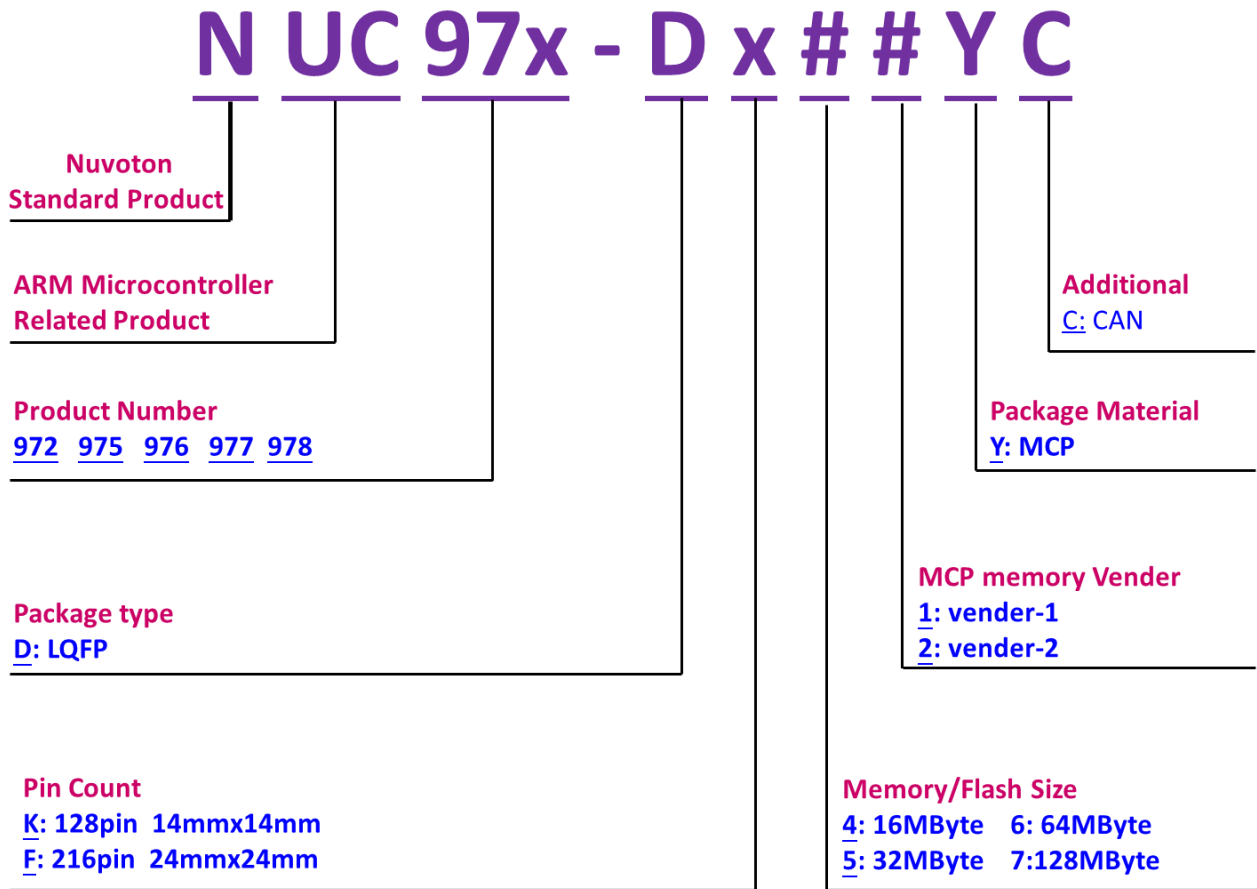 N UC 97x - D x # # Y C
Nuvoton
Standard Product
ARM Microcontroller
Related Product
Additional
C: CAN
Product Number
972 975 976 977 978
Package Material
Y: MCP
MCP memory Vender
1: vender-1
2: vender-2
Package type
D: LQFP
Pin Count
K: 128pin 14mmx14mm
F: 216pin 24mmx24mm
Memory/Flash Size
4: 16MByte 6: 64MByte
5: 32MByte 7:128MByte